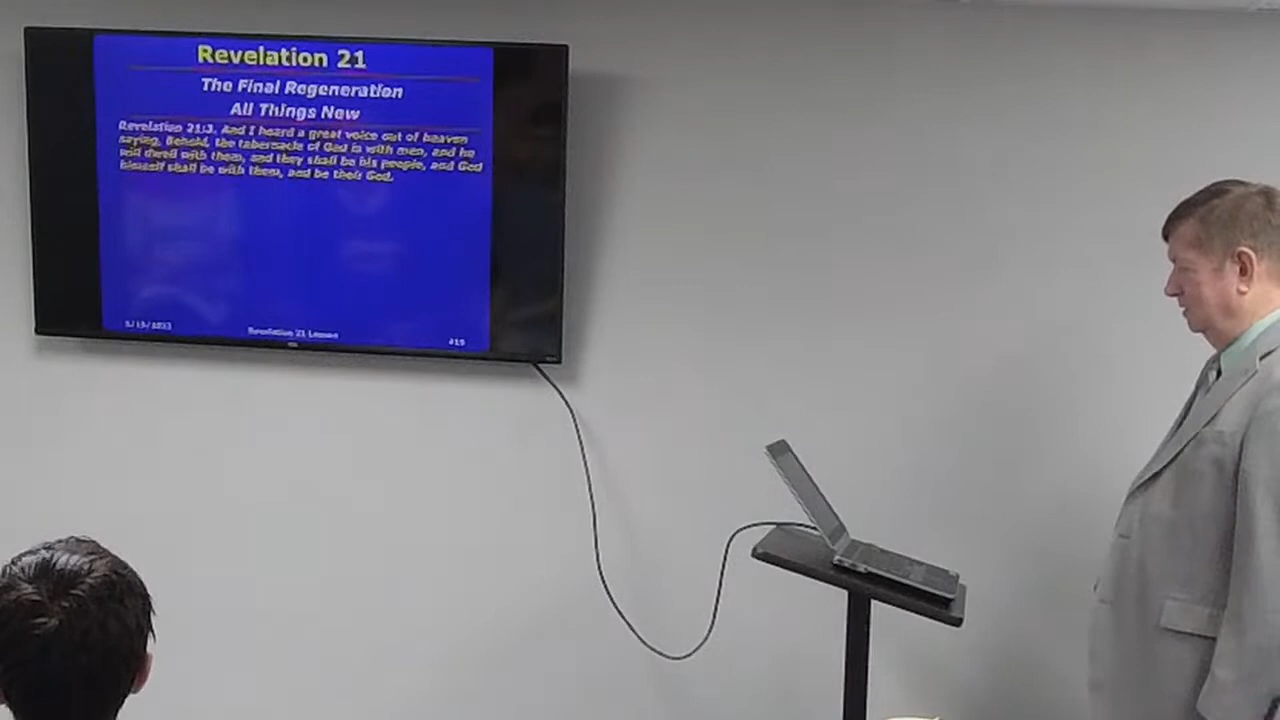 Revelation 21
The Final Regeneration
All Things New
Revelation 21:3. And I heard a great voice out of heaven
saying, Behold, the tabernacle of God is with men, and he
will dwell with them, and they shall be his people, and God
himself shall be with them, and be their God.
Revelation 21 Lesson